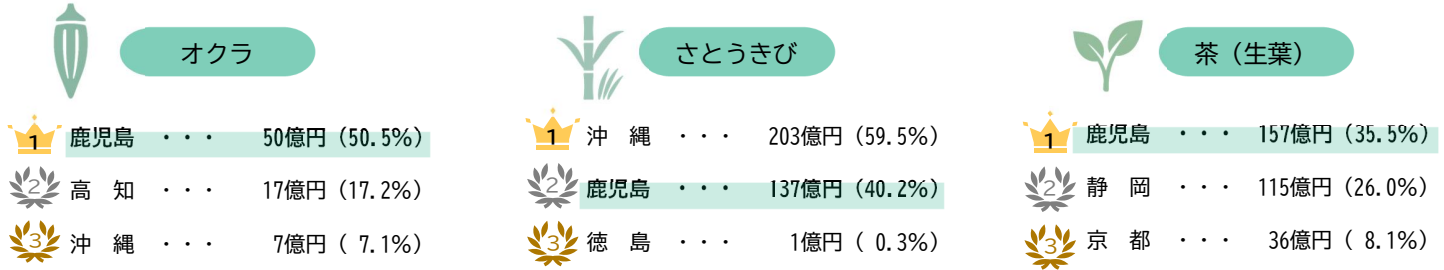 オクラ
1 鹿児島 ・・・ 50億円(50.5%)
2 高 知 ・・・ 17億円(17.2%)
3 沖 縄 ・・・ 7億円( 7.1%)
さとうきび
1 沖 縄 ・・・ 203億円(59.5%)
2 鹿児島 ・・・ 137億円(40.2%)
3 徳 島 ・・・ 1億円( 0.3%)
茶(生葉)
1 鹿児島 ・・・ 157億円(35.5%)
2 静 岡 ・・・ 115億円(26.0%)
3 京 都 ・・・ 36億円( 8.1%)